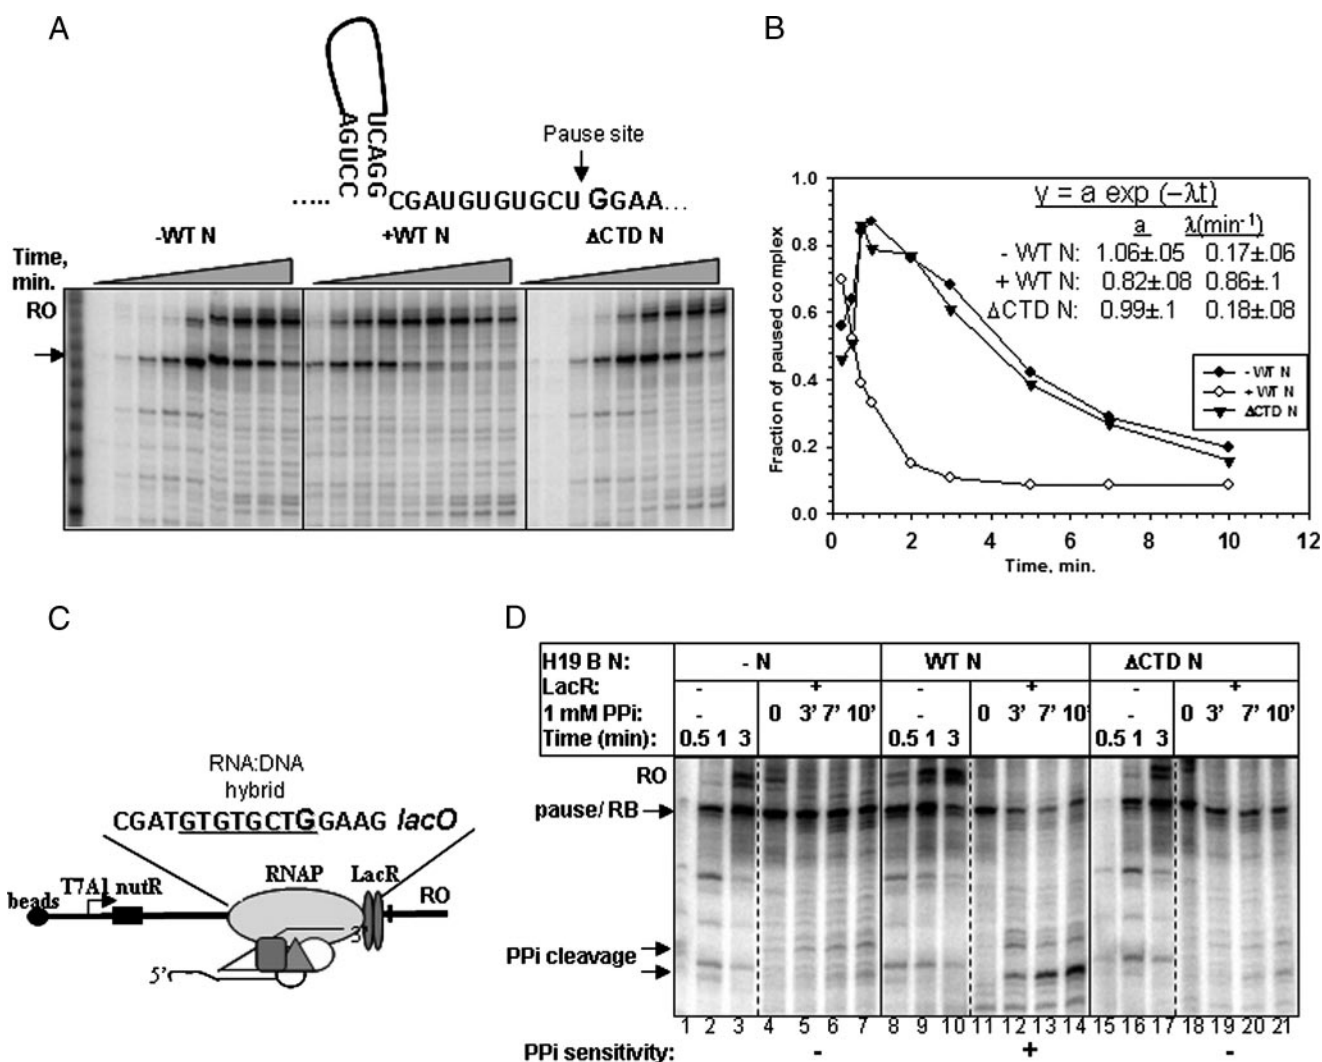 A
AGUCC
UCAGG
Pause site
..... CGAUGUGUGCU GGAA...
-WT N +WT N ΔCTD N
Time, min.
RO
B
y = a exp (–λt)
a λ(min⁻¹)
- WT N: 1.06±.05 0.17±.06
+ WT N: 0.82±.08 0.86±.1
ΔCTD N: 0.99±.1 0.18±.08
- WT N
+ WT N
ΔCTD N
Fraction of paused complex
1.0
0.8
0.6
0.4
0.2
0.0
0 2 4 6 8 10 12
Time, min.
C
RNA:DNA
hybrid
CGATGTGTGCTGGAAG lacO
RNAP LacR
beads T7A1 nutR RO
3'
5'
D
H19 B N: - N WT N ΔCTD N
LacR: - + - + - +
1 mM PPi: - 0 3' 7' 10' - 0 3' 7' 10' - 0 3' 7' 10'
Time (min): 0.5 1 3 0.5 1 3 0.5 1 3
RO
pause/ RB
PPi cleavage
1 2 3 4 5 6 7 8 9 10 11 12 13 14 15 16 17 18 19 20 21
PPi sensitivity: - + -